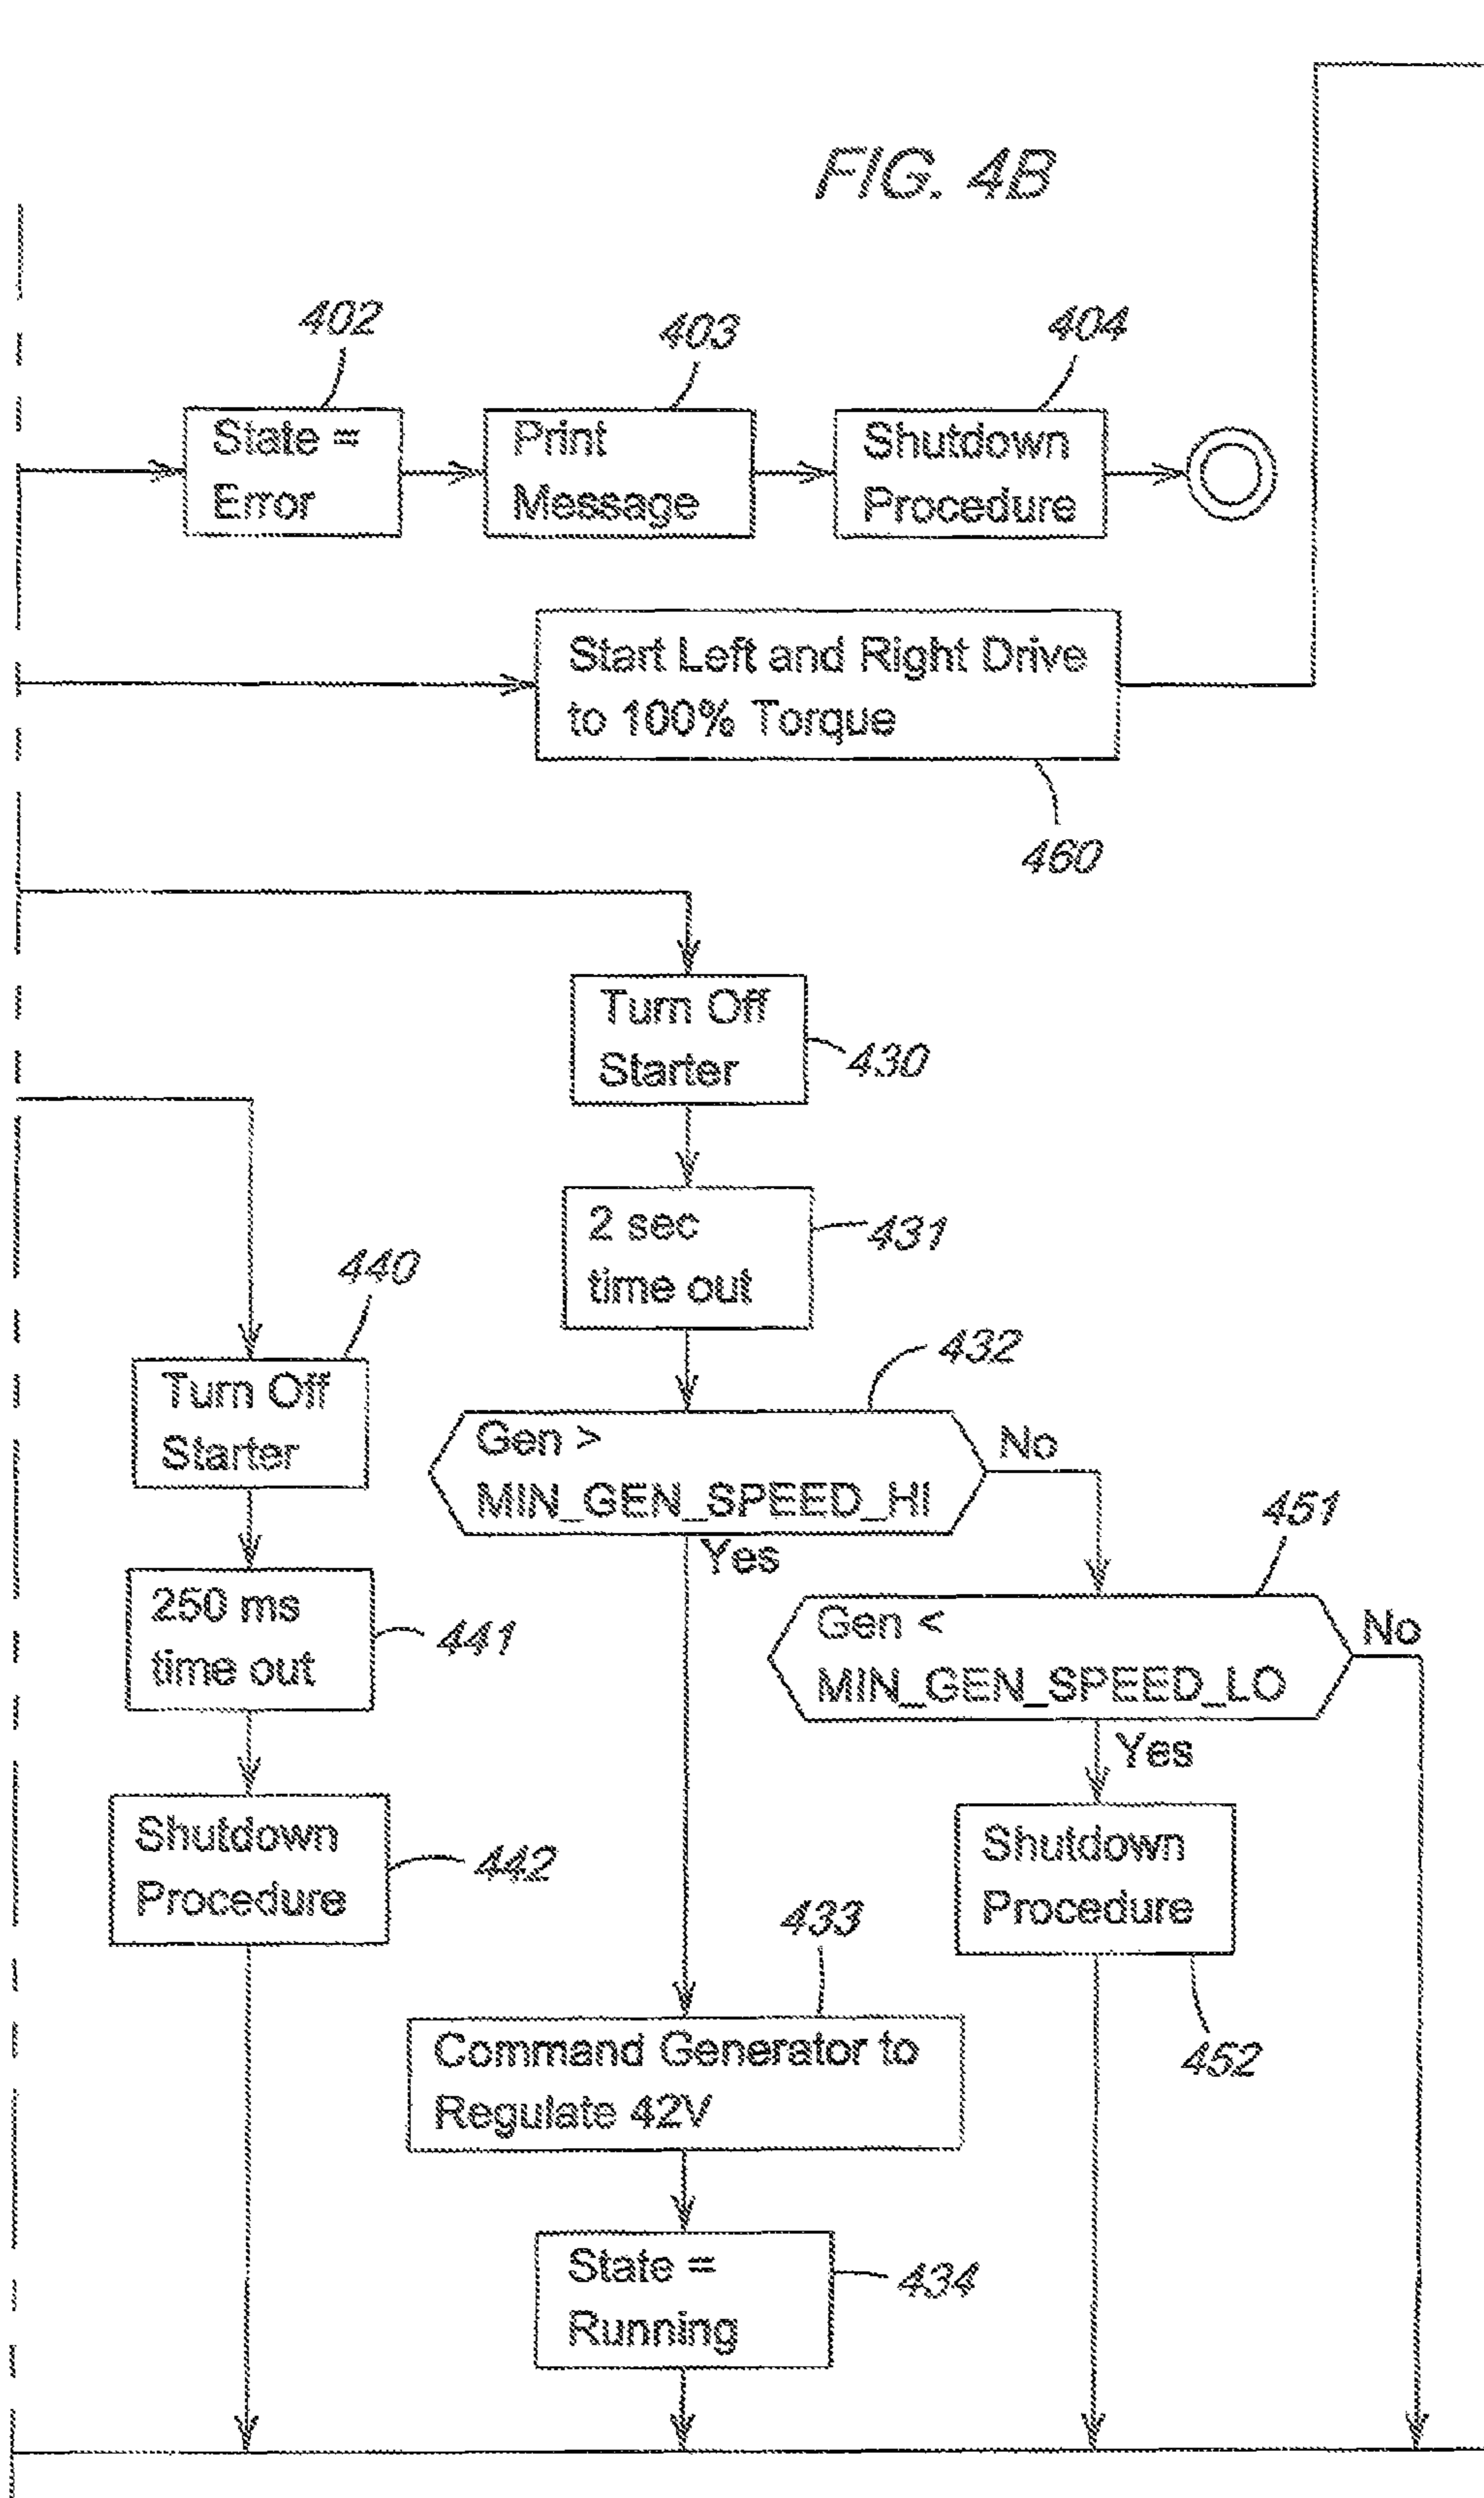 FIG. 4B
402
403
404
State =
Error
Print
Message
Shutdown
Procedure
Start Left and Right Drive
to 100% Torque
460
Turn Off
Starter
430
2 sec
time out
431
440
Turn Off
Starter
432
Gen >
MIN_GEN_SPEED_HI
No
Yes
451
Gen <
MIN_GEN_SPEED_LO
No
Yes
250 ms
time out
441
Shutdown
Procedure
442
Shutdown
Procedure
452
433
Command Generator to
Regulate 42V
State =
Running
434